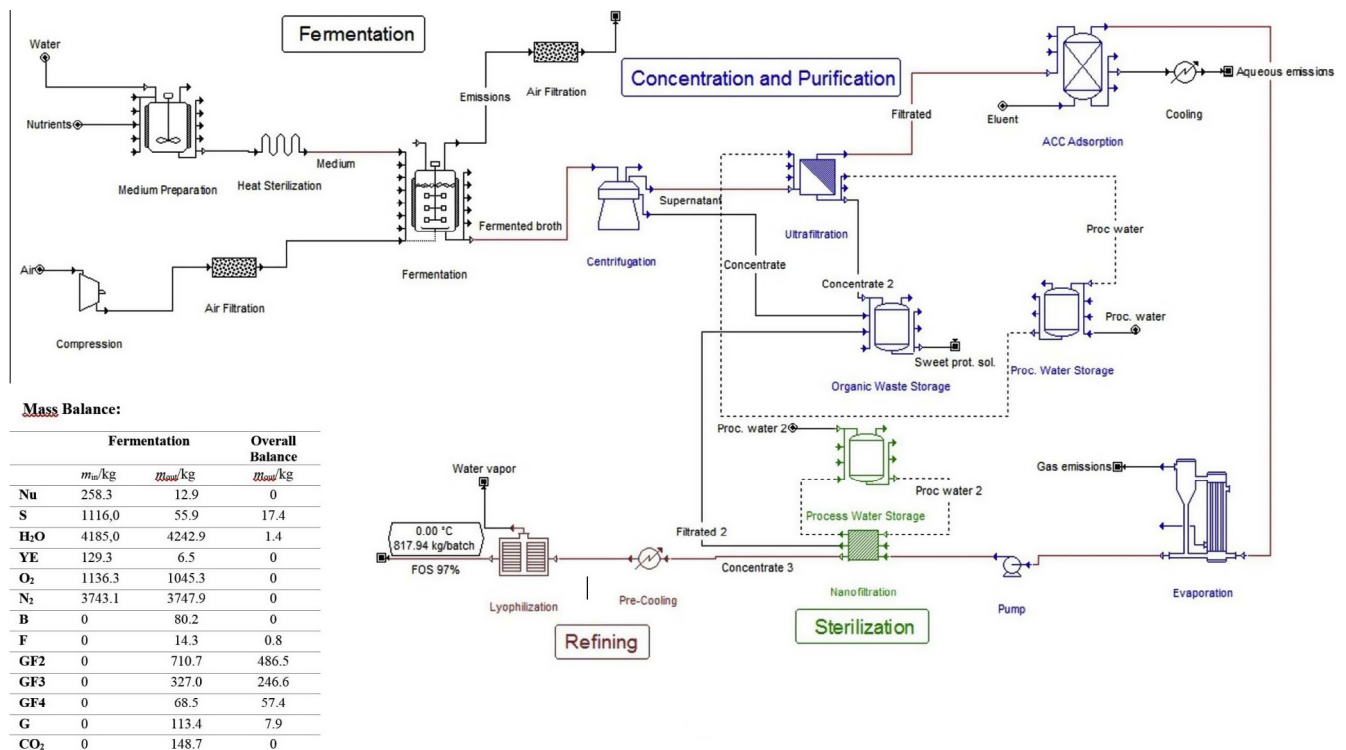 Fermentation
Water
Nutrients
Medium Preparation
Heat Sterilization
Medium
Air
Compression
Air Filtration
Fermentation
Emissions
Air Filtration
Fermented broth
Concentration and Purification
Centrifugation
Supernatant
Concentrate
Ultrafiltration
Concentrate 2
Filtrated
Eluent
ACC Adsorption
Cooling
Aqueous emissions
Proc water
Proc. water
Proc. Water Storage
Sweet prot. sol.
Organic Waste Storage
Proc. water 2
Process Water Storage
Proc water 2
Filtrated 2
Gas emissions
Evaporation
Pump
Nanofiltration
Sterilization
Concentrate 3
Pre-Cooling
Refining
Lyophilization
Water vapor
0.00 °C
817.94 kg/batch
FOS 97%
Mass Balance:
Fermentation Overall
Balance
min/kg mout/kg mout/kg
Nu 258.3 12.9 0
S 1116,0 55.9 17.4
H₂O 4185,0 4242.9 1.4
YE 129.3 6.5 0
O₂ 1136.3 1045.3 0
N₂ 3743.1 3747.9 0
B 0 80.2 0
F 0 14.3 0.8
GF2 0 710.7 486.5
GF3 0 327.0 246.6
GF4 0 68.5 57.4
G 0 113.4 7.9
CO₂ 0 148.7 0